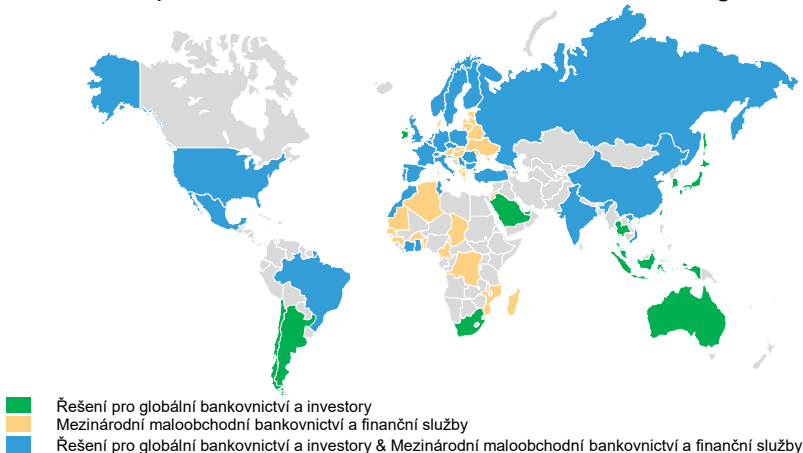 Řešení pro globální bankovnictví a investory
Mezinárodní maloobchodní bankovnictví a finanční služby
Řešení pro globální bankovnictví a investory & Mezinárodní maloobchodní bankovnictví a finanční služby